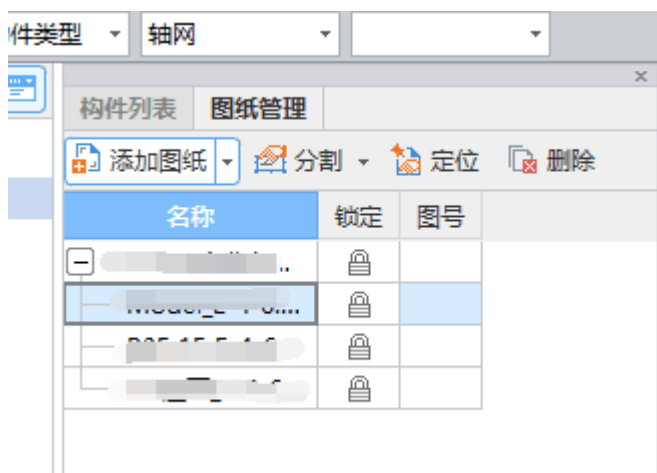 件类型 轴网
构件列表 图纸管理
添加图纸 分割 定位 删除
名称 锁定 图号